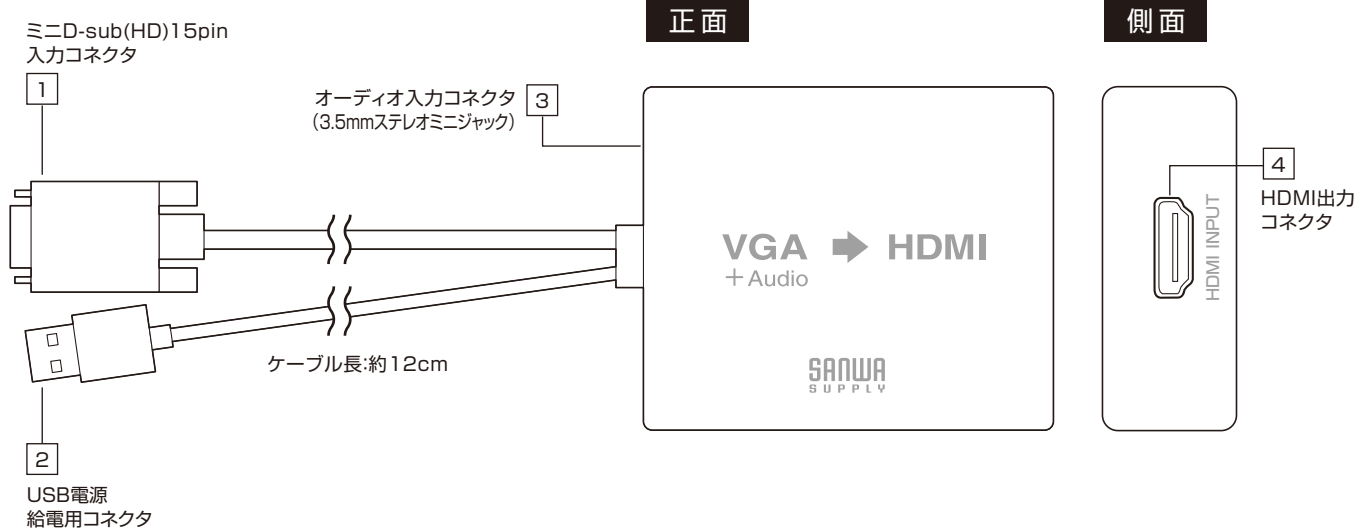 ミニD-sub(HD)15pin
入力コネクタ
1
オーディオ入力コネクタ
(3.5mmステレオミニジャック)
3
ケーブル長:約12cm
2
USB電源
給電用コネクタ
正面
VGA ➡ HDMI
+Audio
SANWA
SUPPLY
側面
HDMI INPUT
4
HDMI出力
コネクタ